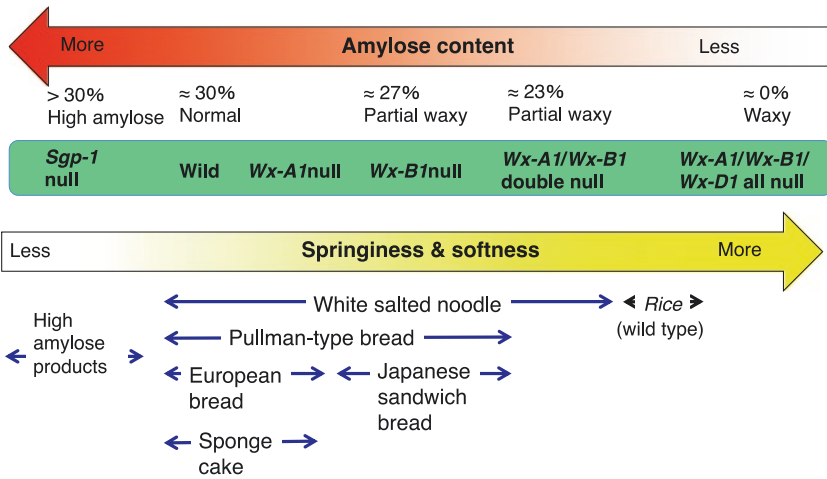 More Amylose content Less
> 30% ≈ 30% ≈ 27% ≈ 23% ≈ 0%
High amylose Normal Partial waxy Partial waxy Waxy
Sgp-1 Wx-A1/Wx-B1 Wx-A1/Wx-B1/
null Wild Wx-A1null Wx-B1null double null Wx-D1 all null
Less Springiness & softness More
White salted noodle Rice
(wild type)
High
amylose
products
Pullman-type bread
European
bread
Japanese
sandwich
bread
Sponge
cake